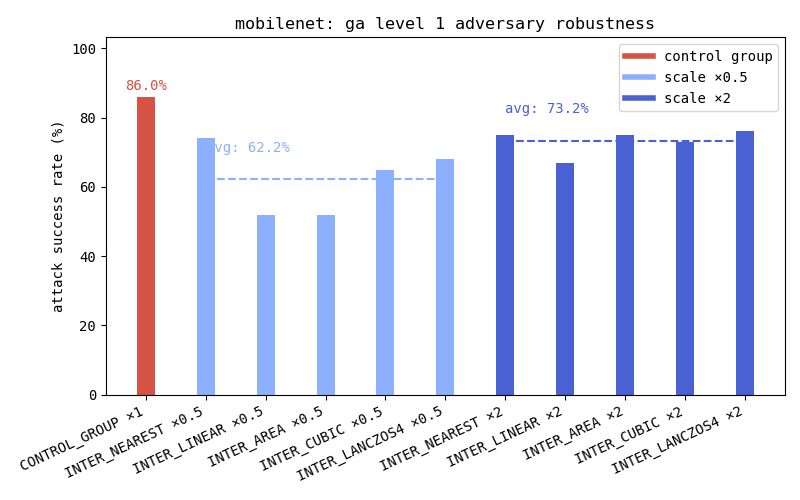 mobilenet: ga level 1 adversary robustness
attack success rate (%)
100
80
60
40
20
0
86.0%
avg: 62.2%
avg: 73.2%
control group
scale ×0.5
scale ×2
CONTROL_GROUP ×1
INTER_NEAREST ×0.5
INTER_LINEAR ×0.5
INTER_AREA ×0.5
INTER_CUBIC ×0.5
INTER_LANCZOS4 ×0.5
INTER_NEAREST ×2
INTER_LINEAR ×2
INTER_AREA ×2
INTER_CUBIC ×2
INTER_LANCZOS4 ×2